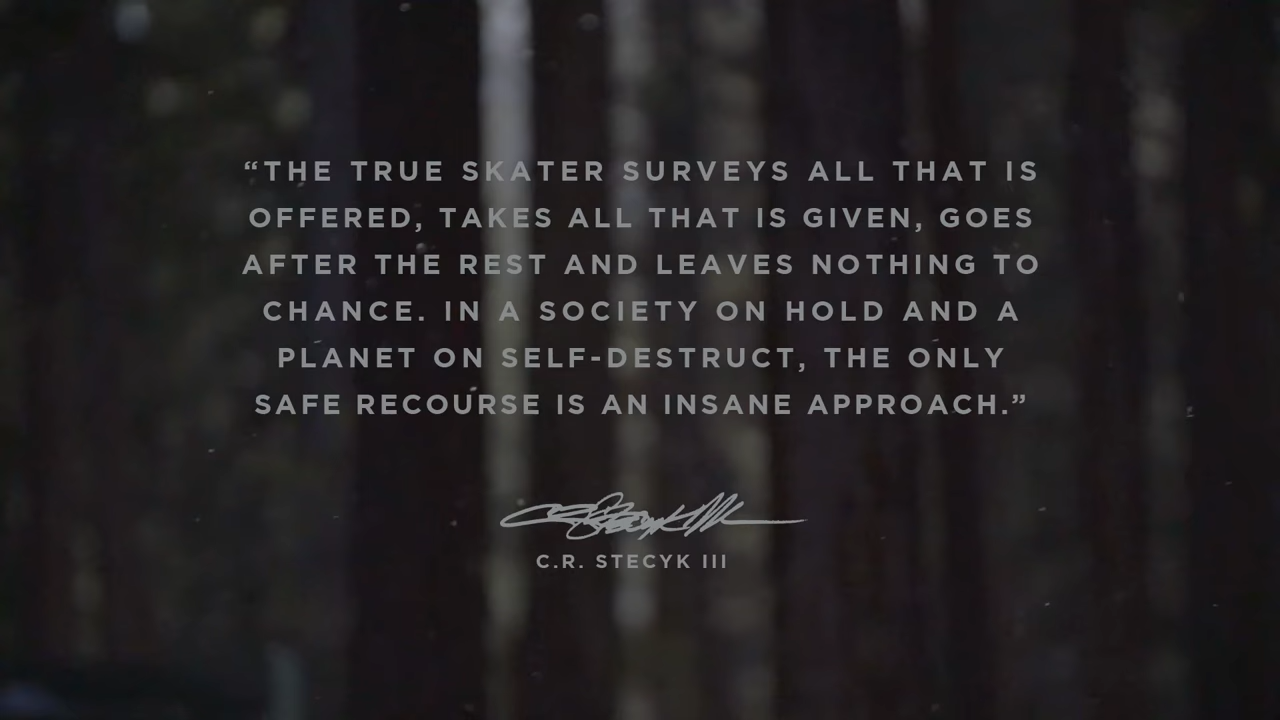 “THE TRUE SKATER SURVEYS ALL THAT IS
OFFERED, TAKES ALL THAT IS GIVEN, GOES
AFTER THE REST AND LEAVES NOTHING TO
CHANCE. IN A SOCIETY ON HOLD AND A
PLANET ON SELF-DESTRUCT, THE ONLY
SAFE RECOURSE IS AN INSANE APPROACH.”
C.R. STECYK III